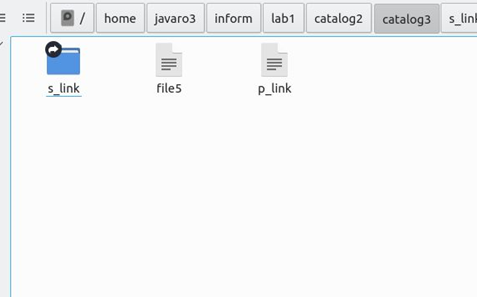 / home javaro3 inform lab1 catalog2 catalog3 s_lin
s_link file5 p_link